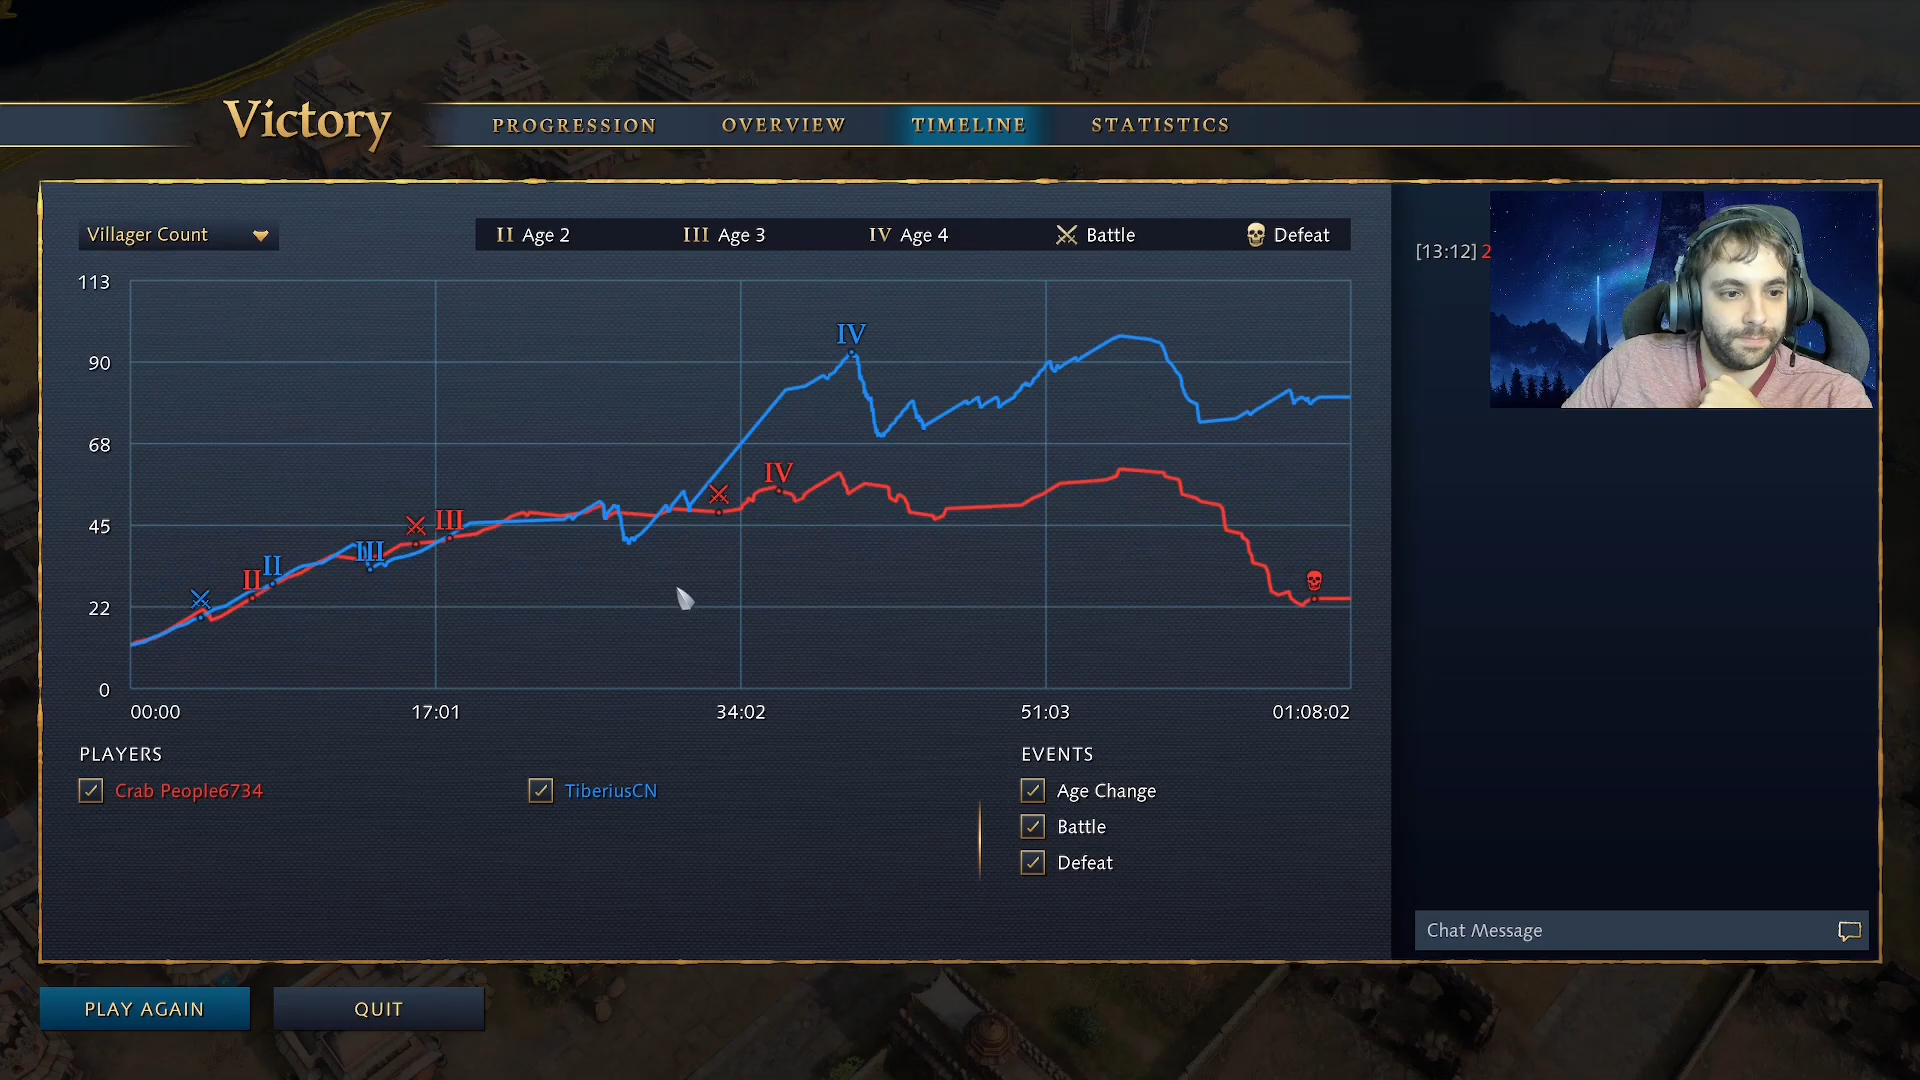 Victory
PROGRESSION OVERVIEW TIMELINE STATISTICS
Villager Count
II Age 2 III Age 3 IV Age 4 Battle Defeat
[13:12] 2
113
90
68
45
22
0
IV
IV
III
III
II
II
00:00 17:01 34:02 51:03 01:08:02
PLAYERS
Crab People6734 TiberiusCN
EVENTS
Age Change
Battle
Defeat
Chat Message
PLAY AGAIN QUIT